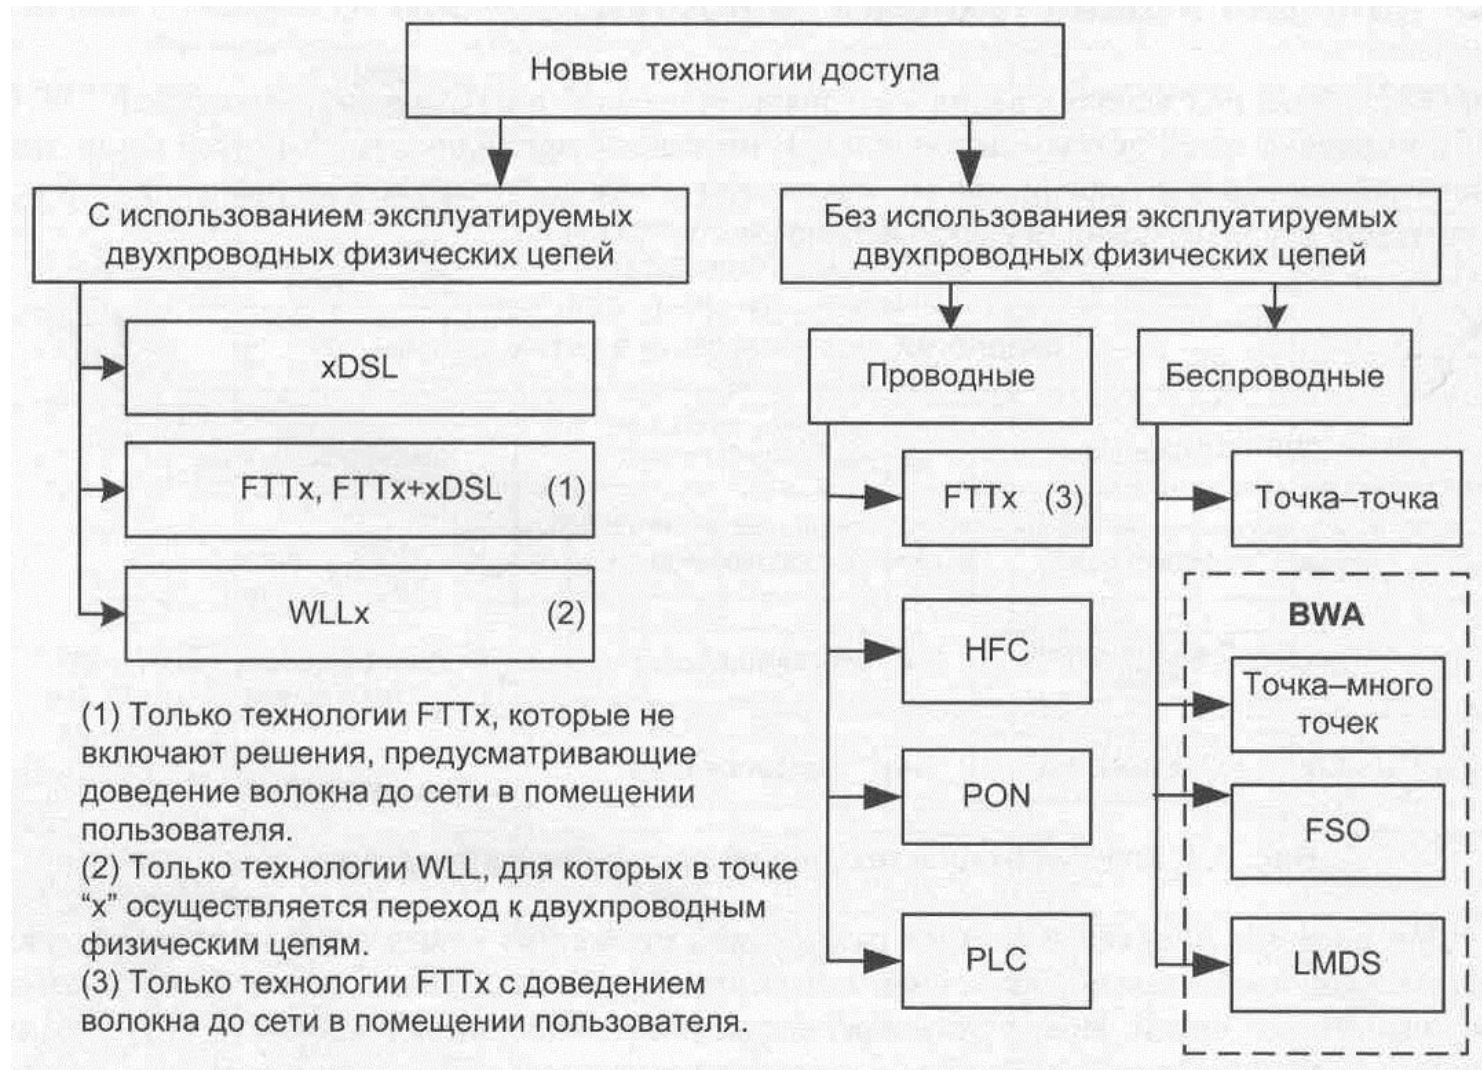 Новые технологии доступа
С использованием эксплуатируемых
двухпроводных физических цепей
xDSL
FTTx, FTTx+xDSL (1)
WLLx (2)
(1) Только технологии FTTx, которые не
включают решения, предусматривающие
доведение волокна до сети в помещении
пользователя.
(2) Только технологии WLL, для которых в точке
“x” осуществляется переход к двухпроводным
физическим цепям.
(3) Только технологии FTTx с доведением
волокна до сети в помещении пользователя.
Без использованиея эксплуатируемых
двухпроводных физических цепей
Проводные
FTTx (3)
HFC
PON
PLC
Беспроводные
Точка–точка
BWA
Точка–много
точек
FSO
LMDS